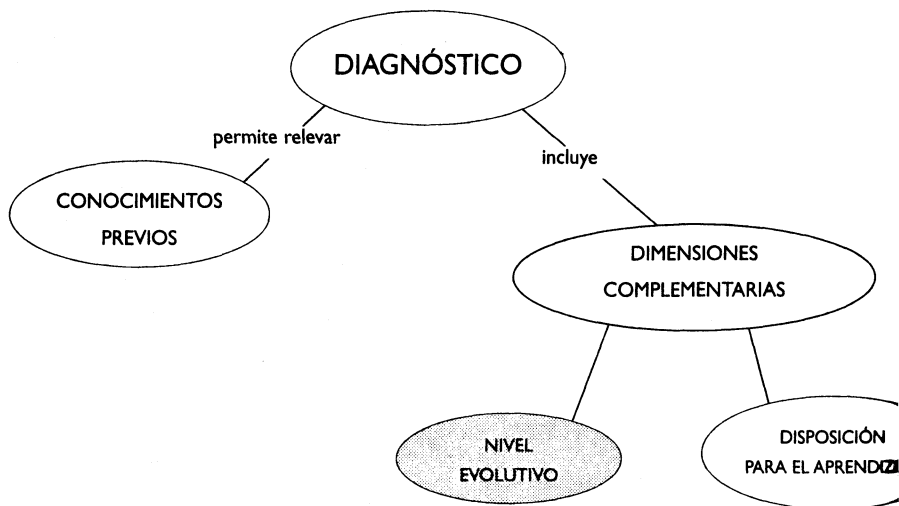 DIAGNÓSTICO
permite relevar
incluye
CONOCIMIENTOS
PREVIOS
DIMENSIONES
COMPLEMENTARIAS
NIVEL
EVOLUTIVO
DISPOSICIÓN
PARA EL